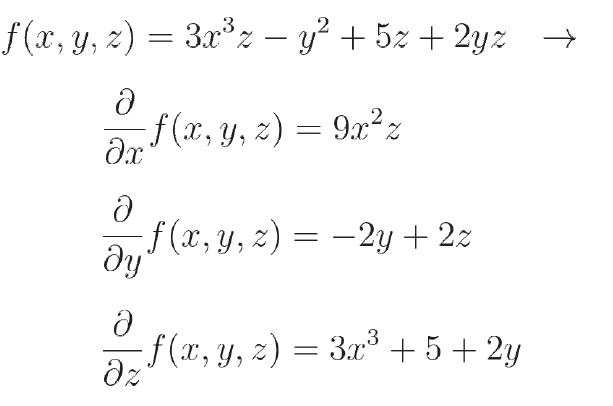 f(x, y, z) = 3x³z − y² + 5z + 2yz →
∂/∂x f(x, y, z) = 9x²z
∂/∂y f(x, y, z) = −2y + 2z
∂/∂z f(x, y, z) = 3x³ + 5 + 2y